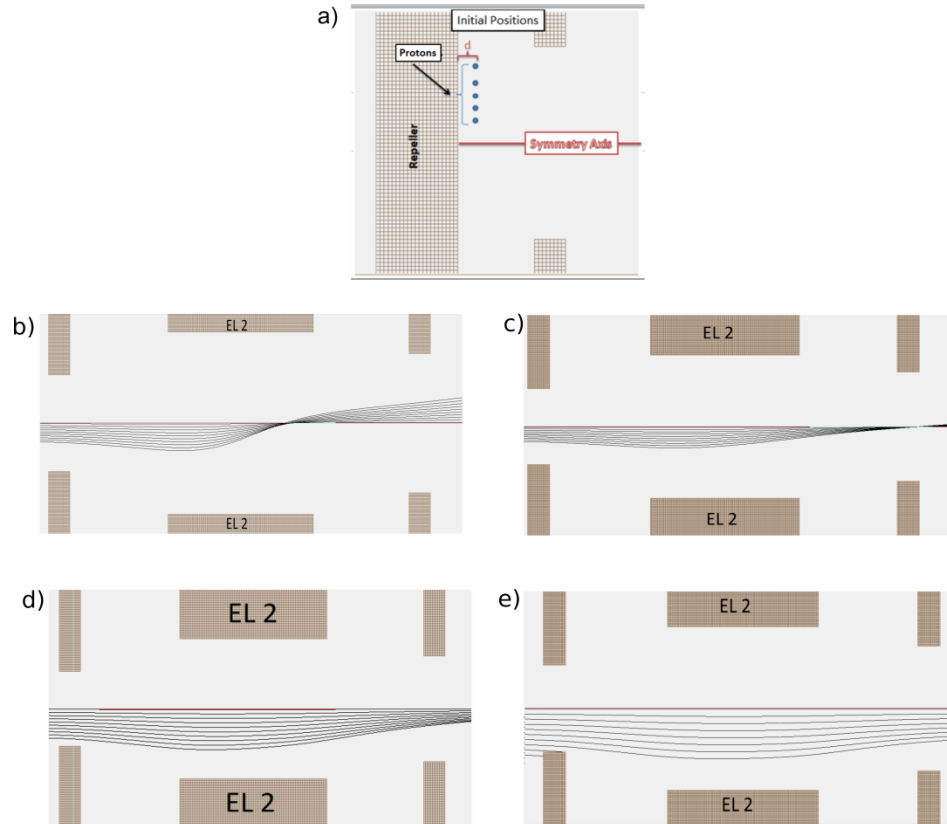 a)
Initial Positions
d
Protons
Repeller
Symmetry Axis
b)
EL 2
EL 2
c)
EL 2
EL 2
d)
EL 2
EL 2
e)
EL 2
EL 2